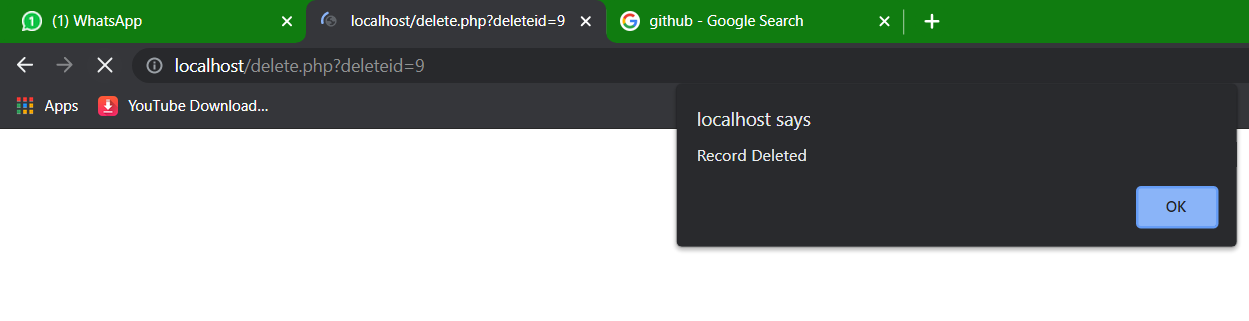 (1) WhatsApp
localhost/delete.php?deleteid=9
github - Google Search
localhost/delete.php?deleteid=9
Apps
YouTube Download...
localhost says
Record Deleted
OK